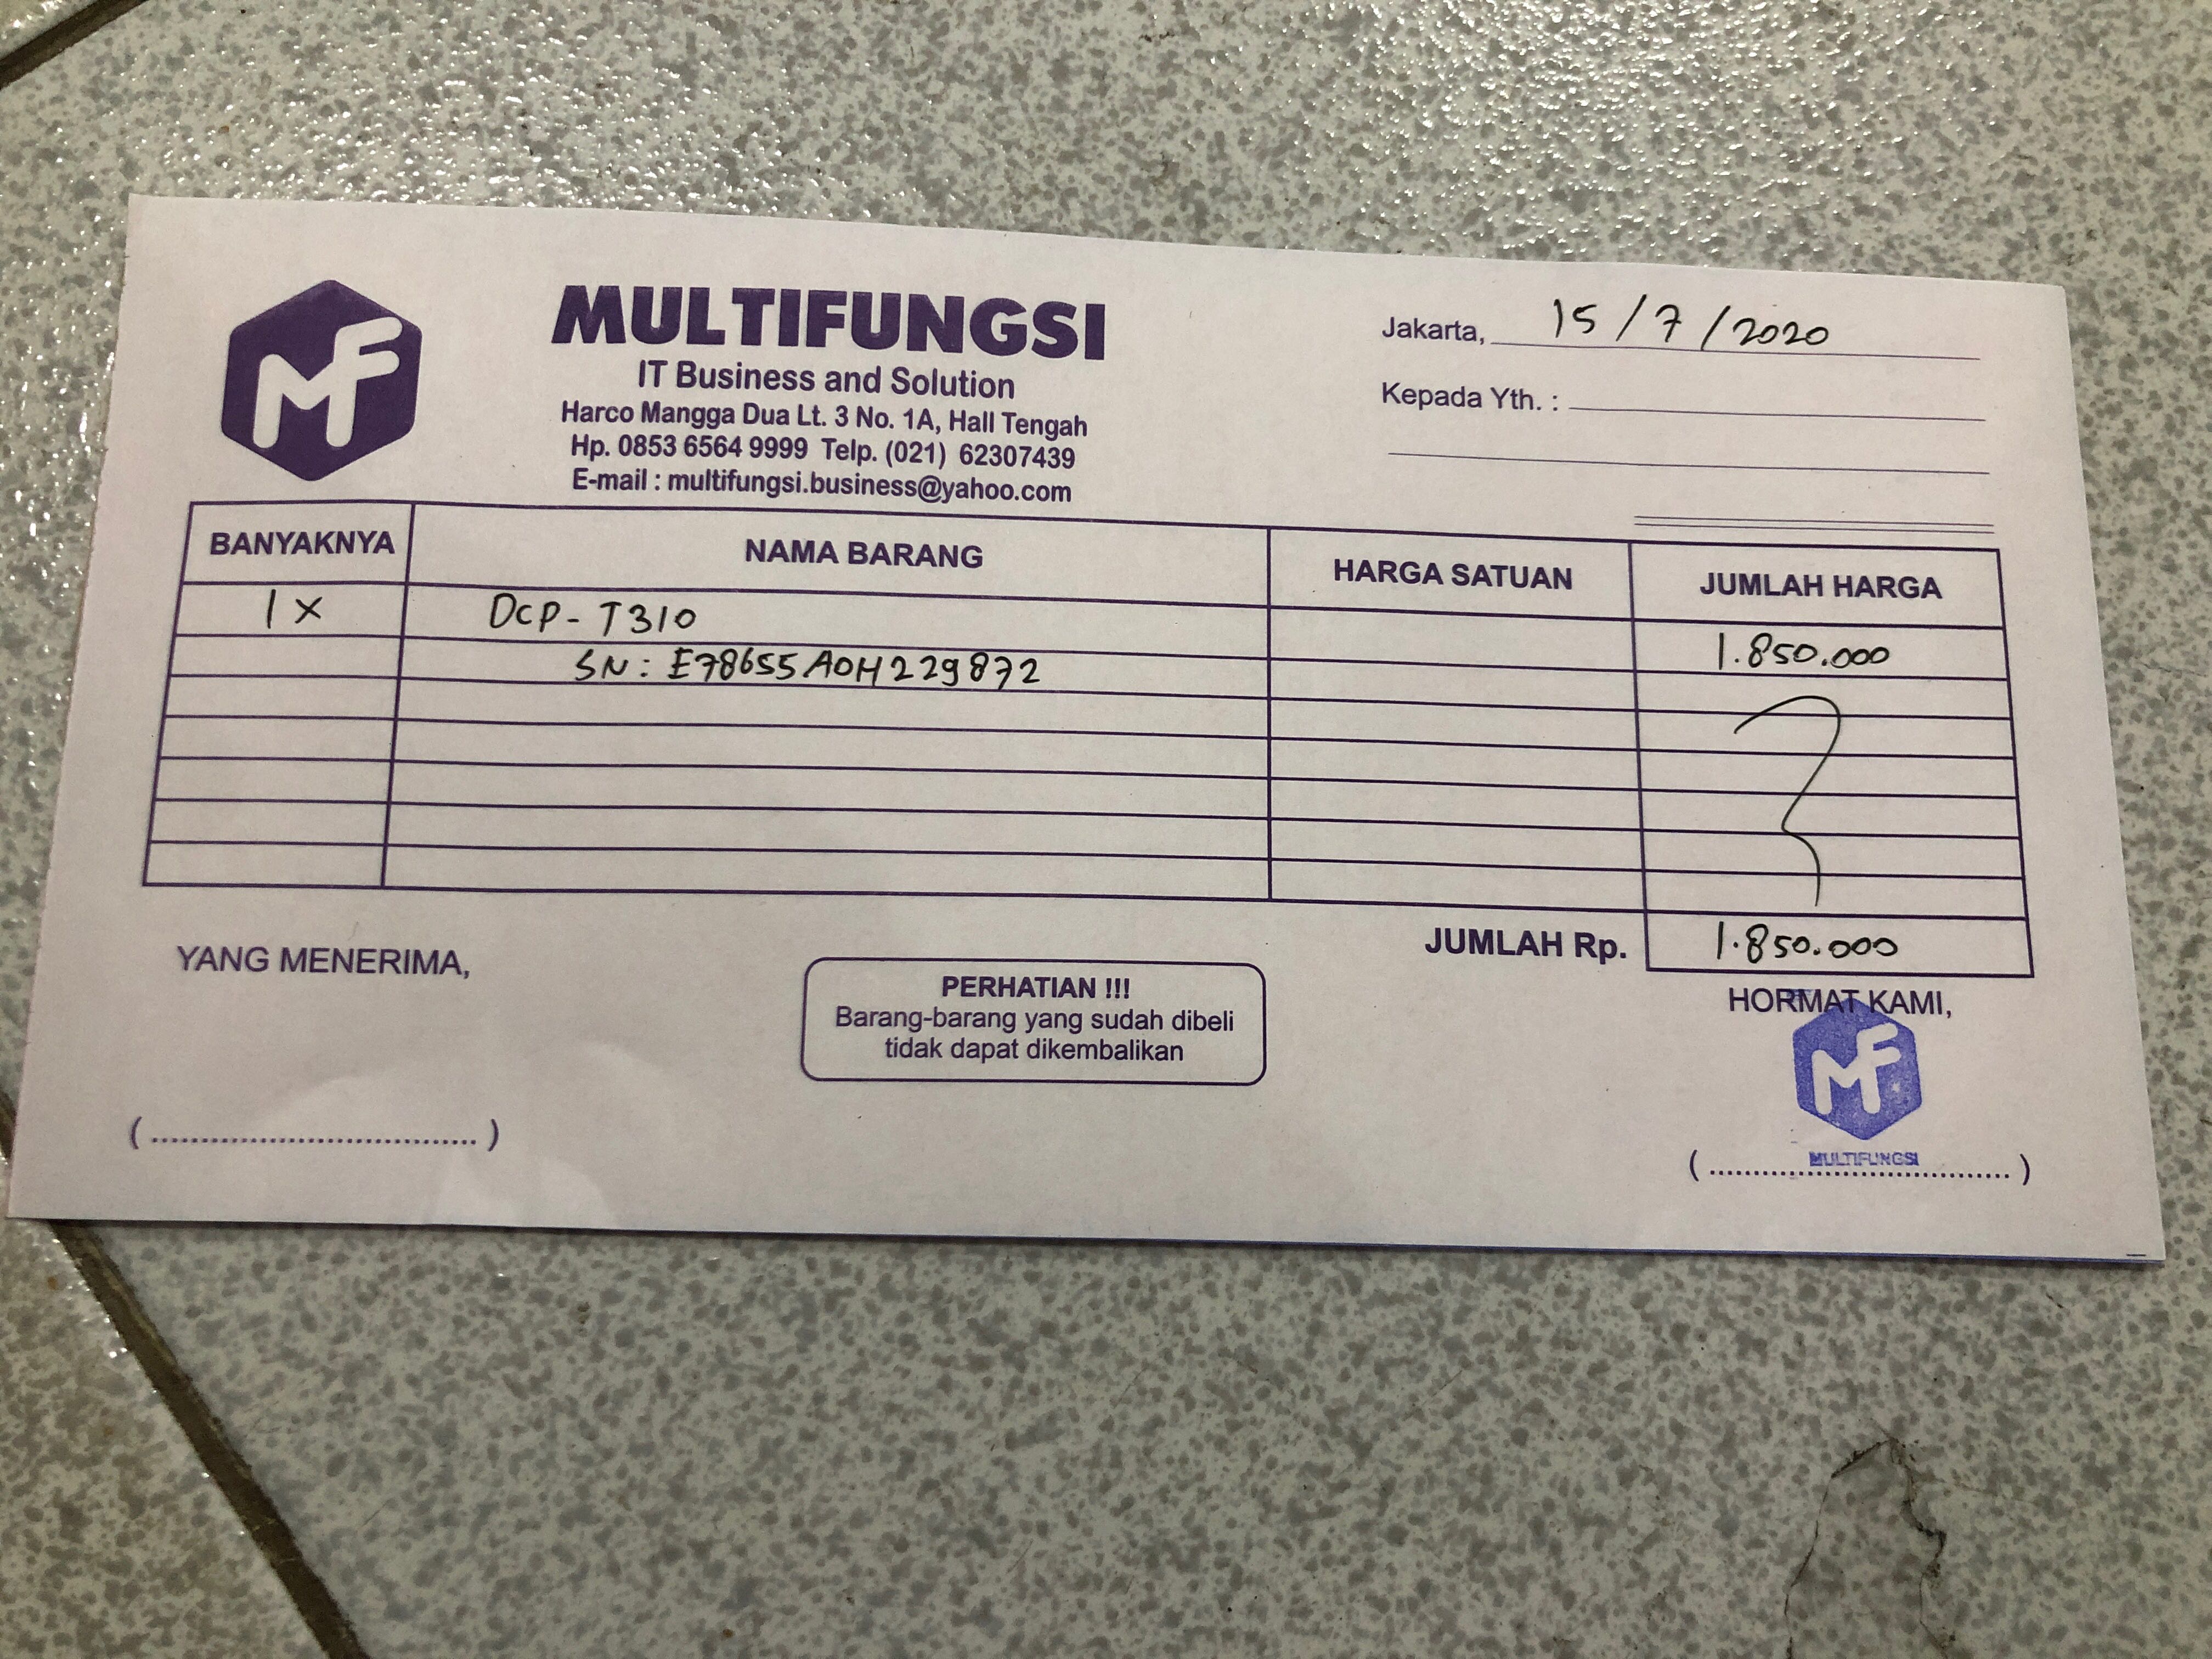 MF
MULTIFUNGSI
IT Business and Solution
Harco Mangga Dua Lt. 3 No. 1A, Hall Tengah
Hp. 0853 6564 9999 Telp. (021) 62307439
E-mail : multifungsi.business@yahoo.com
Jakarta, 15/7/2020
Kepada Yth. :
BANYAKNYA NAMA BARANG HARGA SATUAN JUMLAH HARGA
1 X DCP-T310 1.850.000
SN: E78655A0H229872
JUMLAH Rp. 1.850.000
YANG MENERIMA,
PERHATIAN !!!
Barang-barang yang sudah dibeli
tidak dapat dikembalikan
HORMAT KAMI,
MF
MULTIFUNGSI
(.................................)
(.................................)